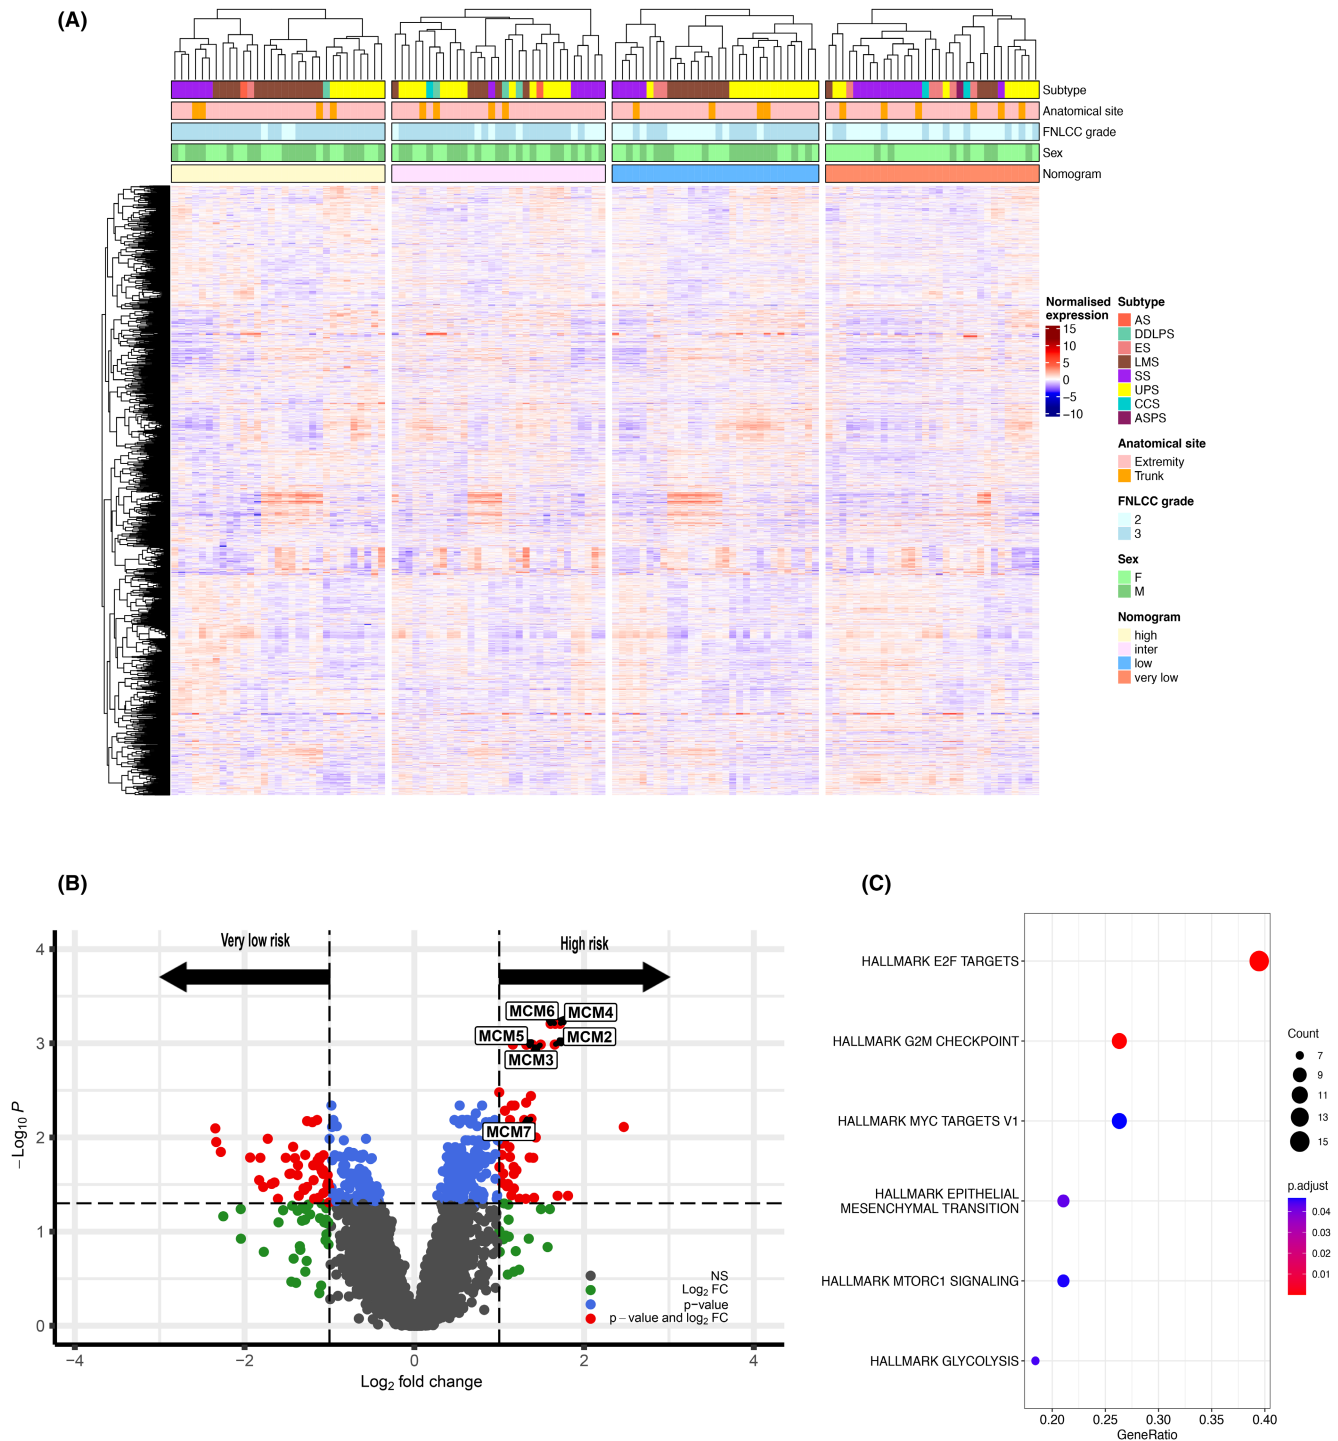 (A)
Subtype
Anatomical site
FNLCC grade
Sex
Nomogram
Normalised
expression
15
10
5
0
−5
−10
Subtype
AS
DDLPS
ES
LMS
SS
UPS
CCS
ASPS
Anatomical site
Extremity
Trunk
FNLCC grade
2
3
Sex
F
M
Nomogram
high
inter
low
very low
(B)
Very low risk
High risk
MCM6
MCM4
MCM5
MCM2
MCM3
MCM7
NS
Log2 FC
p−value
p − value and log2 FC
4
3
2
1
0
−4
−2
0
2
4
−Log10 P
Log2 fold change
(C)
HALLMARK E2F TARGETS
HALLMARK G2M CHECKPOINT
HALLMARK MYC TARGETS V1
HALLMARK EPITHELIAL
MESENCHYMAL TRANSITION
HALLMARK MTORC1 SIGNALING
HALLMARK GLYCOLYSIS
0.20
0.25
0.30
0.35
0.40
GeneRatio
Count
7
9
11
13
15
p.adjust
0.04
0.03
0.02
0.01